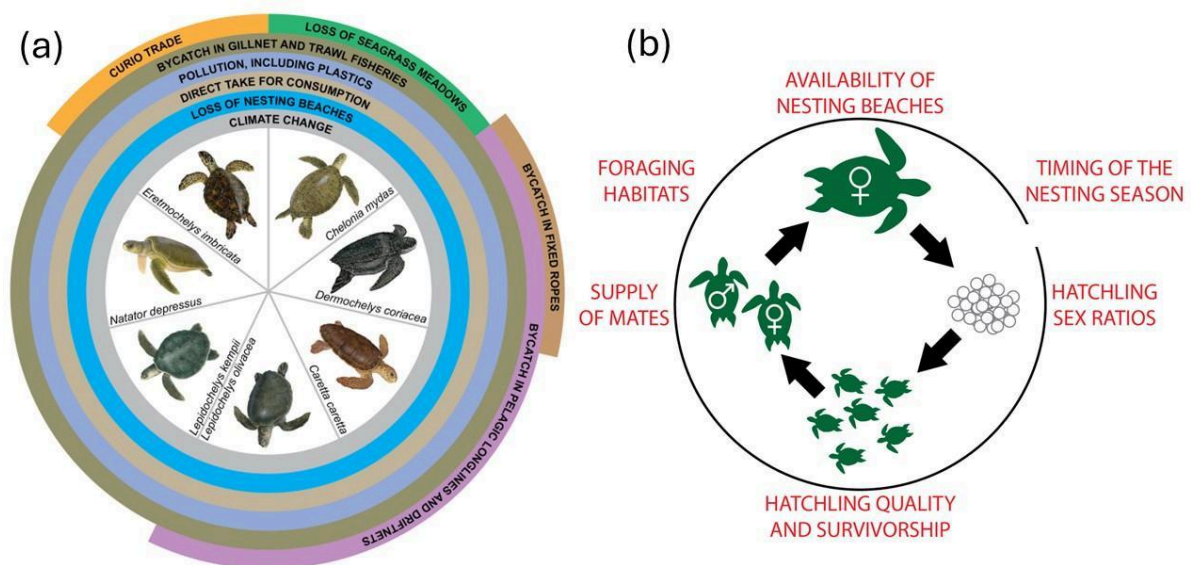 (a)
CURIO TRADE
LOSS OF SEAGRASS MEADOWS
BYCATCH IN GILLNET AND TRAWL FISHERIES
POLLUTION, INCLUDING PLASTICS
DIRECT TAKE FOR CONSUMPTION
LOSS OF NESTING BEACHES
CLIMATE CHANGE
BYCATCH IN FIXED ROPES
BYCATCH IN PELAGIC LONGLINES AND DRIFTNETS
Eretmochelys imbricata
Chelonia mydas
Dermochelys coriacea
Caretta caretta
Lepidochelys kempii
Lepidochelys olivacea
Natator depressus
(b)
AVAILABILITY OF
NESTING BEACHES
FORAGING
HABITATS
TIMING OF THE
NESTING SEASON
SUPPLY
OF MATES
HATCHLING
SEX RATIOS
HATCHLING QUALITY
AND SURVIVORSHIP